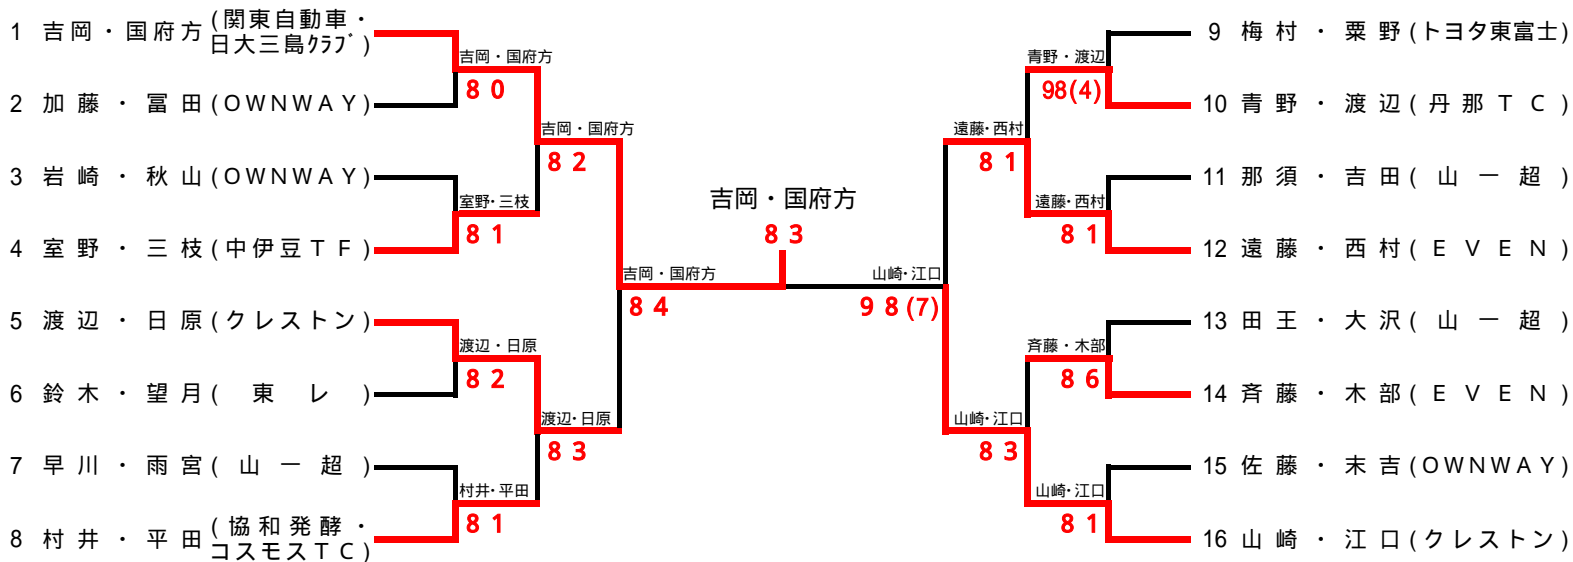 1 吉岡・国府方(関東自動車・日大三島クラブ)
2 加藤・冨田(OWNWAY)
3 岩崎・秋山(OWNWAY)
4 室野・三枝(中伊豆TF)
5 渡辺・日原(クレストン)
6 鈴木・望月(東レ)
7 早川・雨宮(山一超)
8 村井・平田(協和発酵・コスモスTC)
吉岡・国府方
80
室野・三枝
81
渡辺・日原
82
村井・平田
81
吉岡・国府方
82
渡辺・日原
83
吉岡・国府方
84
吉岡・国府方
83
山崎・江口
98(7)
遠藤・西村
81
山崎・江口
83
青野・渡辺
98(4)
遠藤・西村
81
斉藤・木部
86
山崎・江口
81
9 梅村・粟野(トヨタ東富士)
10 青野・渡辺(丹那TC)
11 那須・吉田(山一超)
12 遠藤・西村(EVEN)
13 田王・大沢(山一超)
14 斉藤・木部(EVEN)
15 佐藤・末吉(OWNWAY)
16 山崎・江口(クレストン)